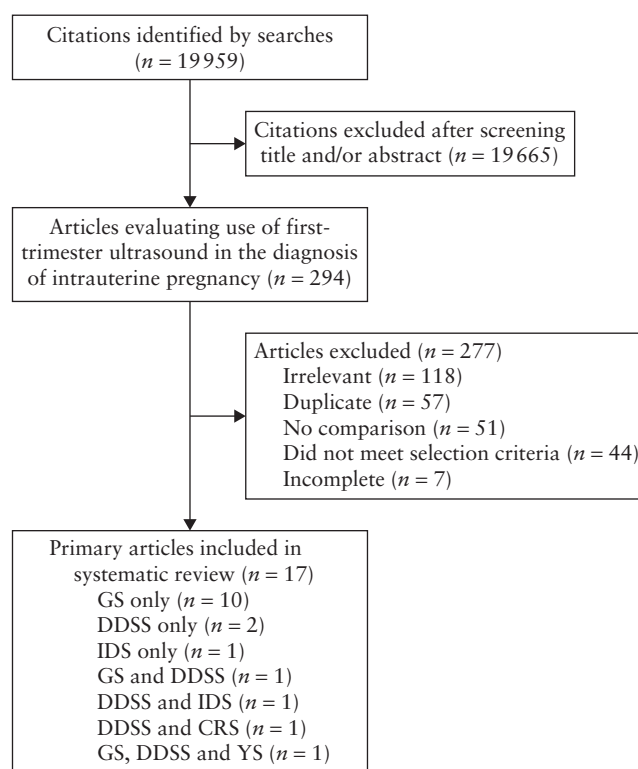 Citations identified by searches
(n = 19 959)
Citations excluded after screening
title and/or abstract (n = 19 665)
Articles evaluating use of first-
trimester ultrasound in the diagnosis
of intrauterine pregnancy (n = 294)
Articles excluded (n = 277)
Irrelevant (n = 118)
Duplicate (n = 57)
No comparison (n = 51)
Did not meet selection criteria (n = 44)
Incomplete (n = 7)
Primary articles included in
systematic review (n = 17)
GS only (n = 10)
DDSS only (n = 2)
IDS only (n = 1)
GS and DDSS (n = 1)
DDSS and IDS (n = 1)
DDSS and CRS (n = 1)
GS, DDSS and YS (n = 1)